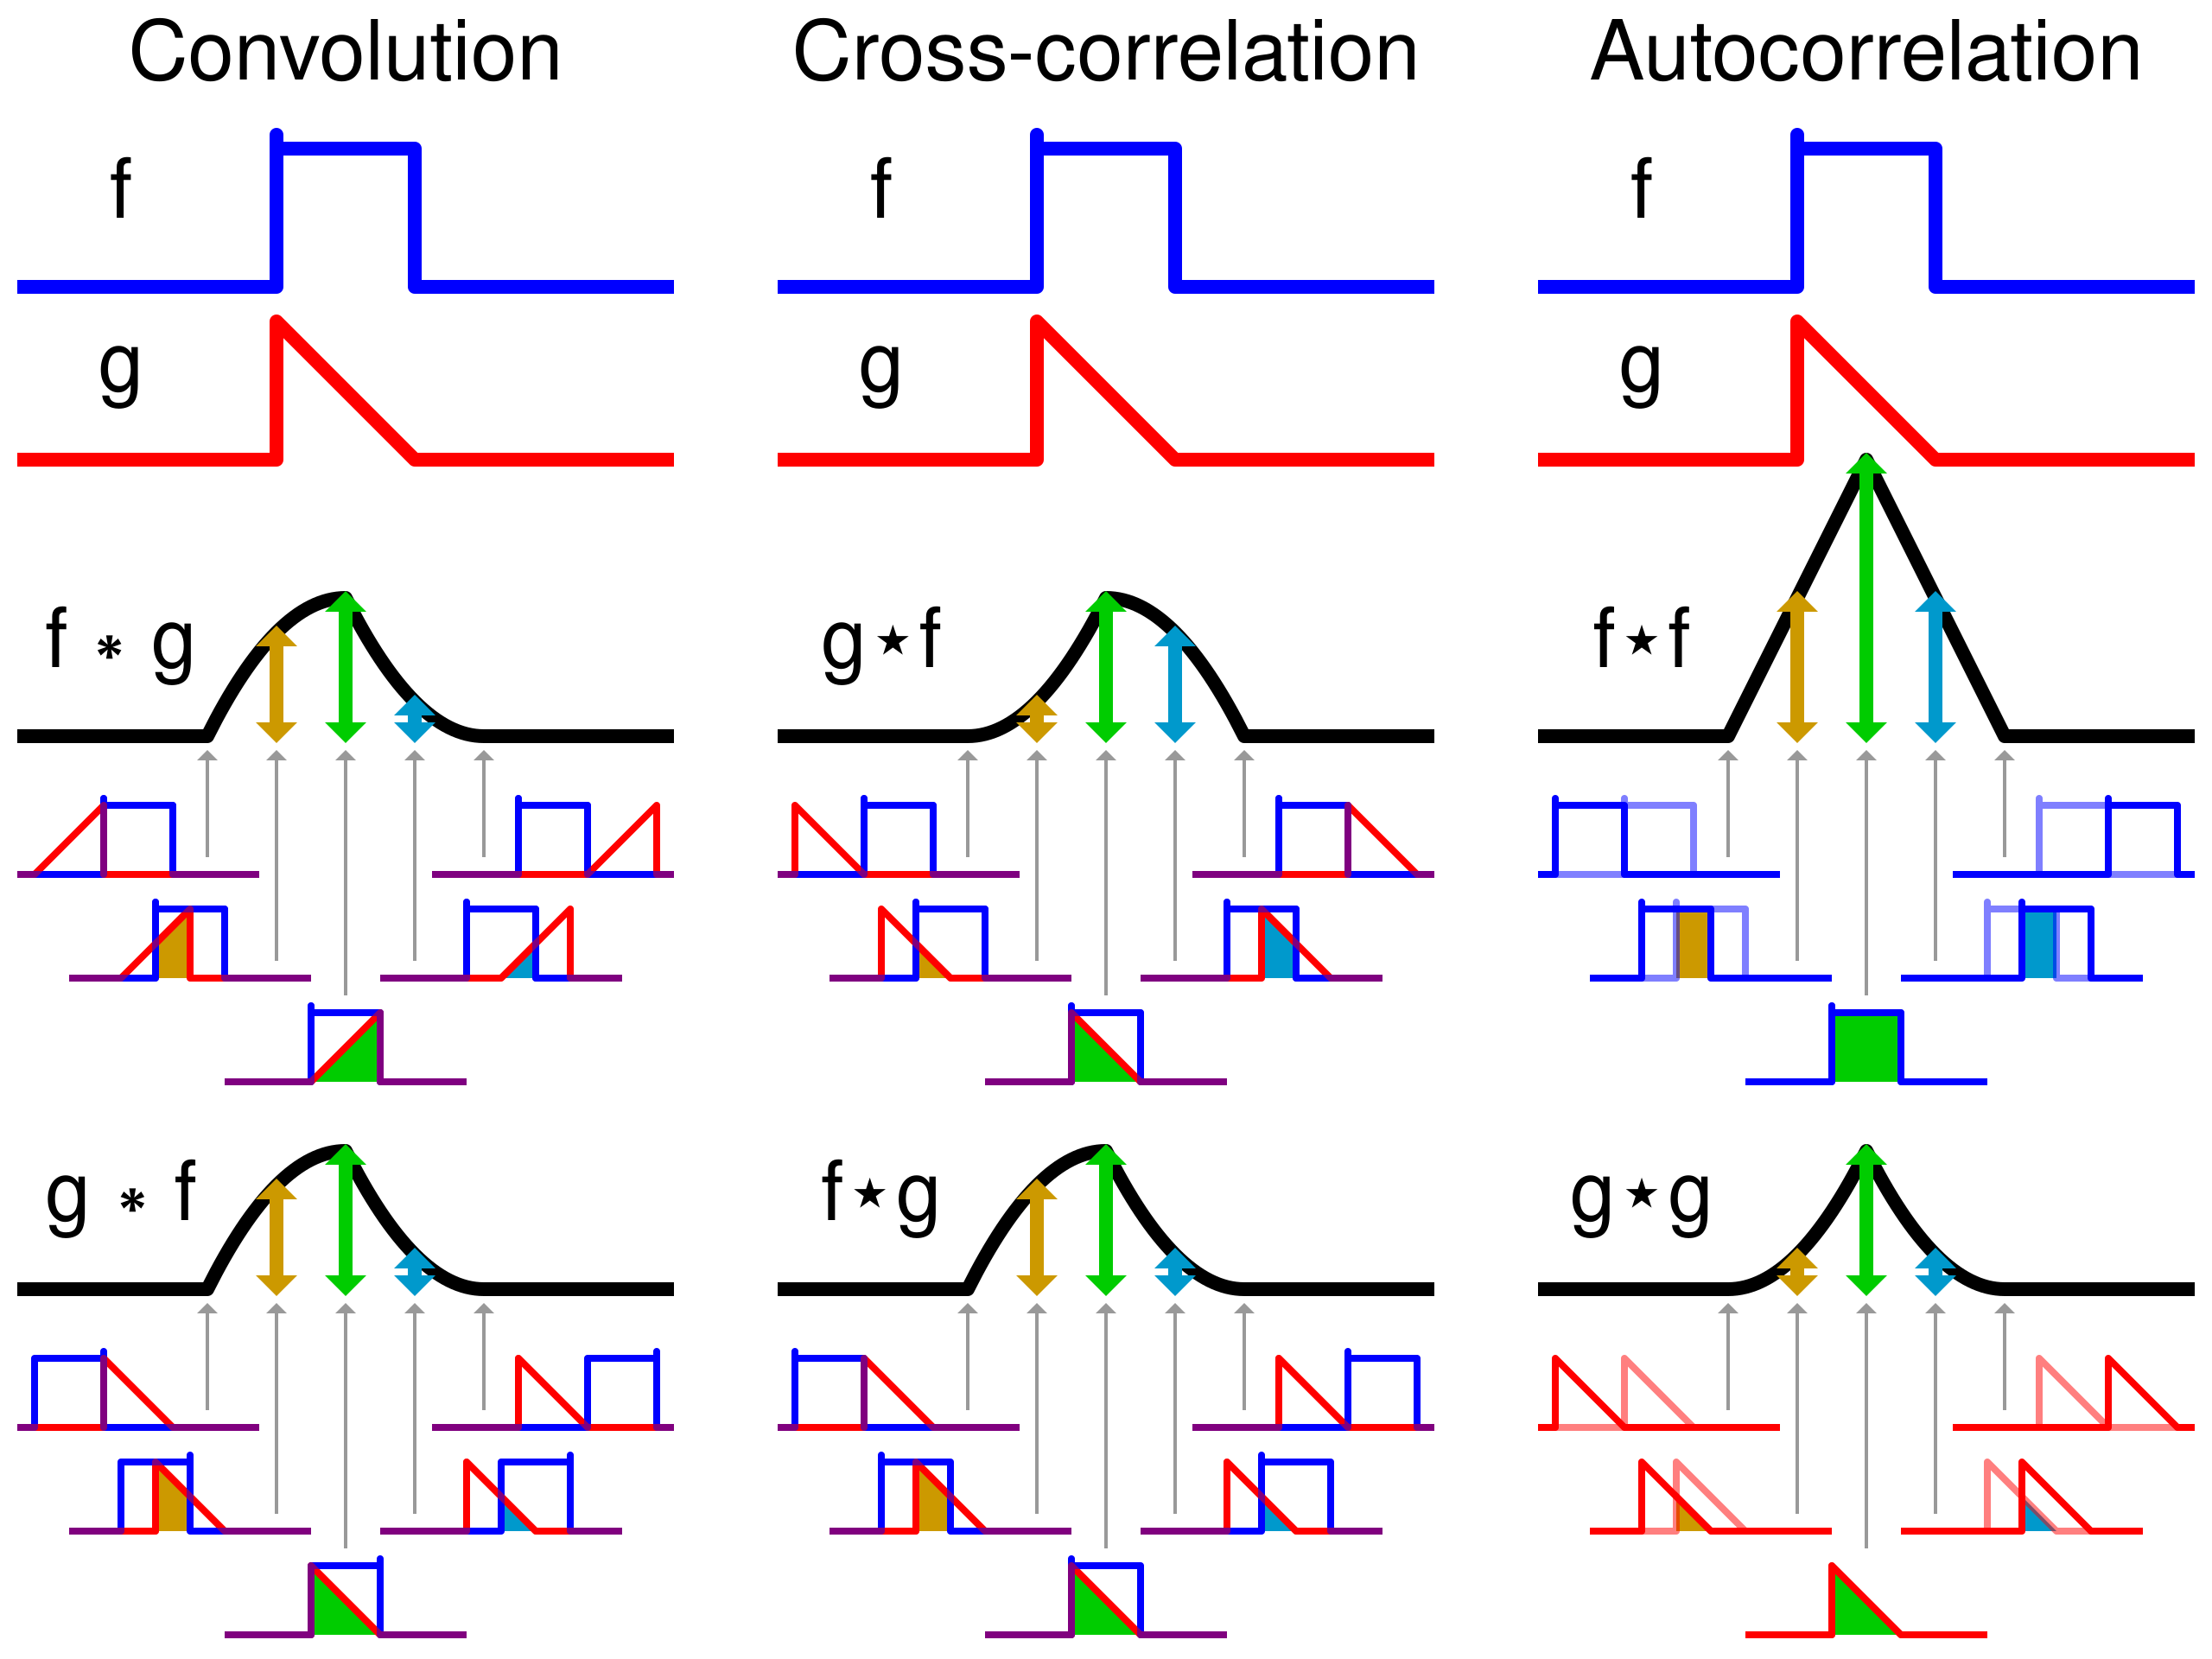 Convolution Cross-correlation Autocorrelation
f f f
g g g
f * g g⋆f f⋆f
g * f f⋆g g⋆g